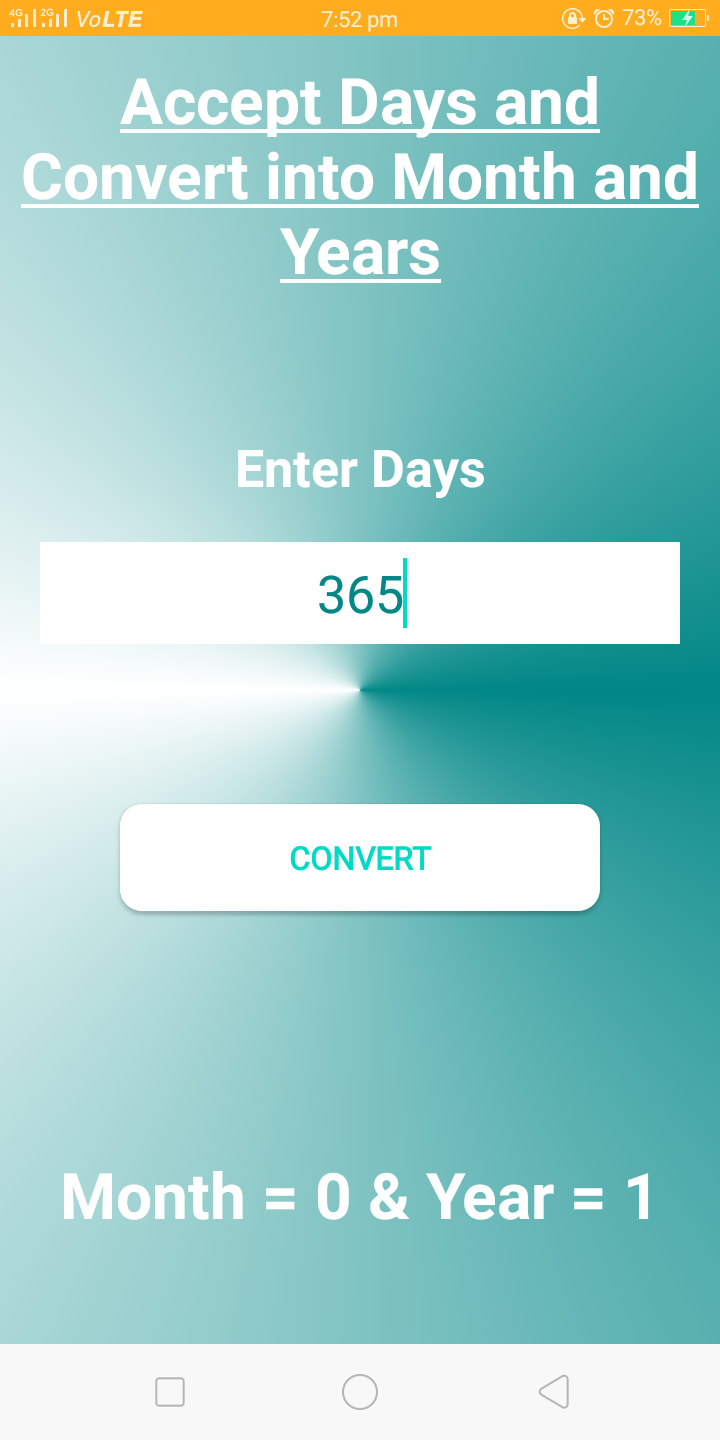 4G 2G VoLTE 7:52 pm 73%
Accept Days and
Convert into Month and
Years
Enter Days
365
CONVERT
Month = 0 & Year = 1